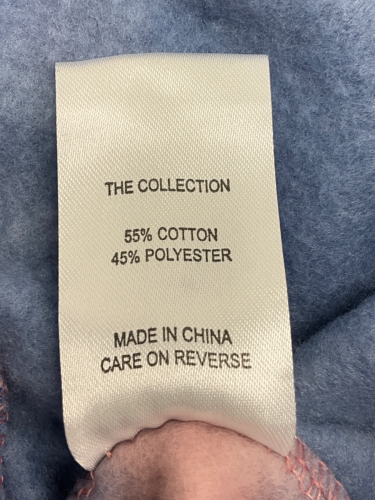 THE COLLECTION
55% COTTON
45% POLYESTER
MADE IN CHINA
CARE ON REVERSE